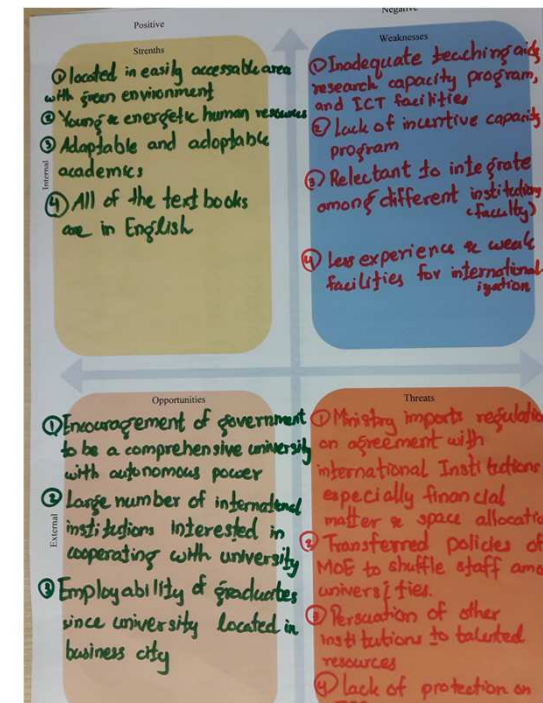 Positive
Negative
Strenths
① located in easily accessable area
with green environment
② Young & energetic human resources
③ Adaptable and adoptable
academics
④ All of the text books
are in English
Internal
Weaknesses
① Inadequate teaching aids
research capacity program,
and ICT facilities
② Lack of incentive capacity
program
③ Relectant to integrate
among different institutions
(faculty)
④ Less experience & weak
facilities for international
ization
Opportunities
① Encouragement of government
to be a comprehensive university
with autonomous power
② Large number of international
institutions interested in
cooperating with university
③ Employability of graduates
since university located in
business city
External
Threats
① Ministry imports regulatio
on agreement with
international Institutions
especially financial
matter & space allocatio
② Transferred policies of
MOE to shuffle staff amo
universities.
③ Persuation of other
institutions to talented
resources
④ lack of protection on